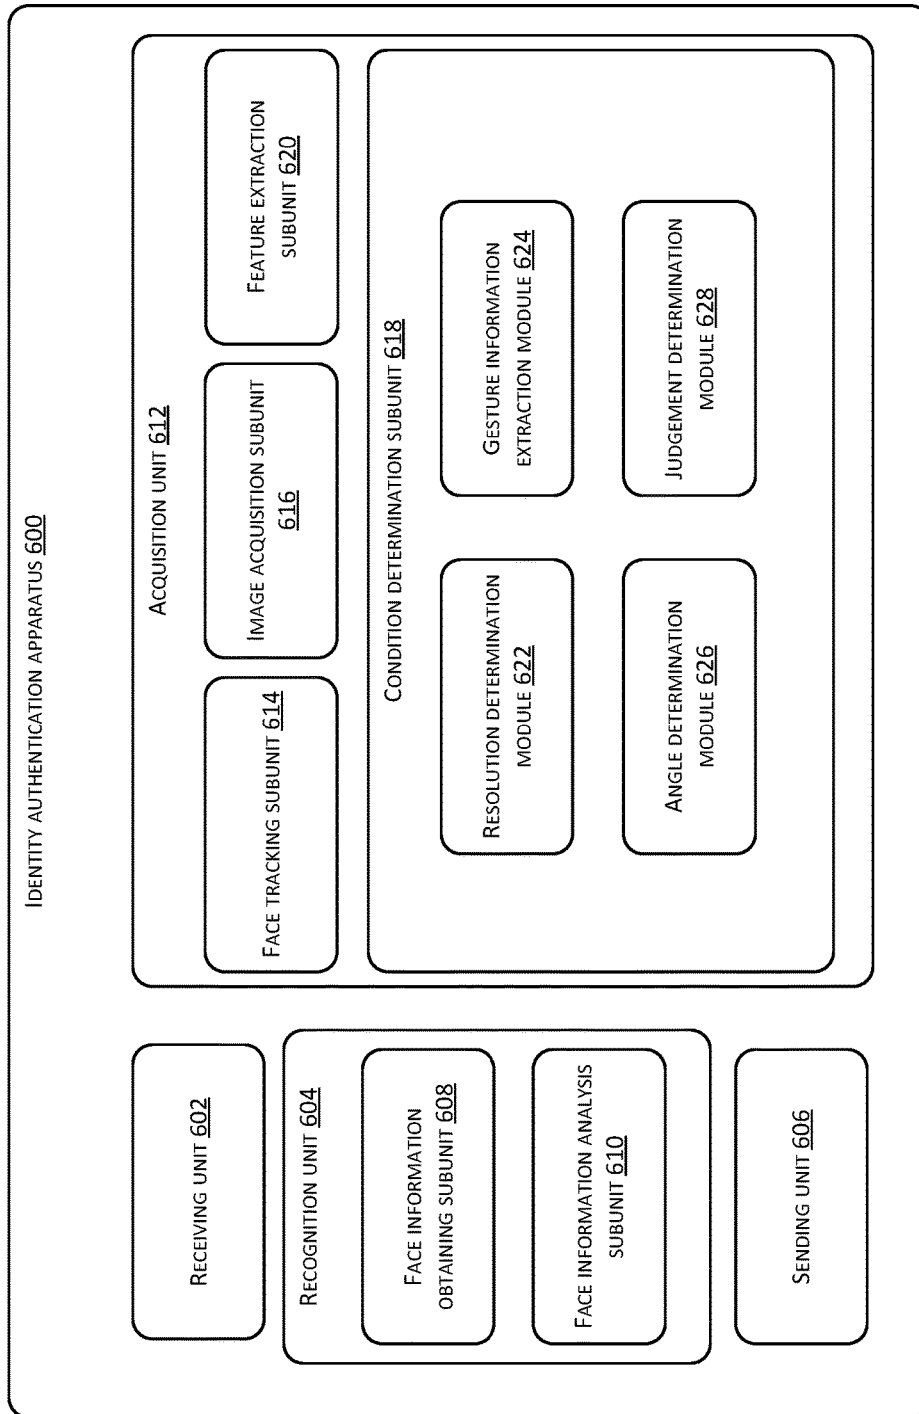 IDENTITY AUTHENTICATION APPARATUS 600
RECEIVING UNIT 602
RECOGNITION UNIT 604
FACE INFORMATION
OBTAINING SUBUNIT 608
FACE INFORMATION ANALYSIS
SUBUNIT 610
SENDING UNIT 606
ACQUISITION UNIT 612
FACE TRACKING SUBUNIT 614
IMAGE ACQUISITION SUBUNIT
616
FEATURE EXTRACTION
SUBUNIT 620
CONDITION DETERMINATION SUBUNIT 618
RESOLUTION DETERMINATION
MODULE 622
GESTURE INFORMATION
EXTRACTION MODULE 624
ANGLE DETERMINATION
MODULE 626
JUDGEMENT DETERMINATION
MODULE 628